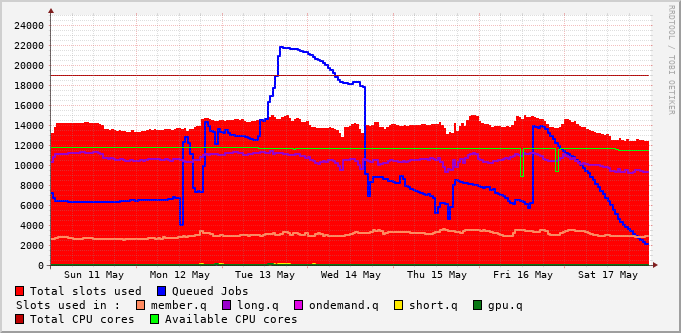 24000
22000
20000
18000
16000
14000
12000
10000
8000
6000
4000
2000
0
Sun 11 May Mon 12 May Tue 13 May Wed 14 May Thu 15 May Fri 16 May Sat 17 May
Total slots used Queued Jobs
Slots used in : member.q long.q ondemand.q short.q gpu.q
Total CPU cores Available CPU cores
RRDTOOL / TOBI OETIKER